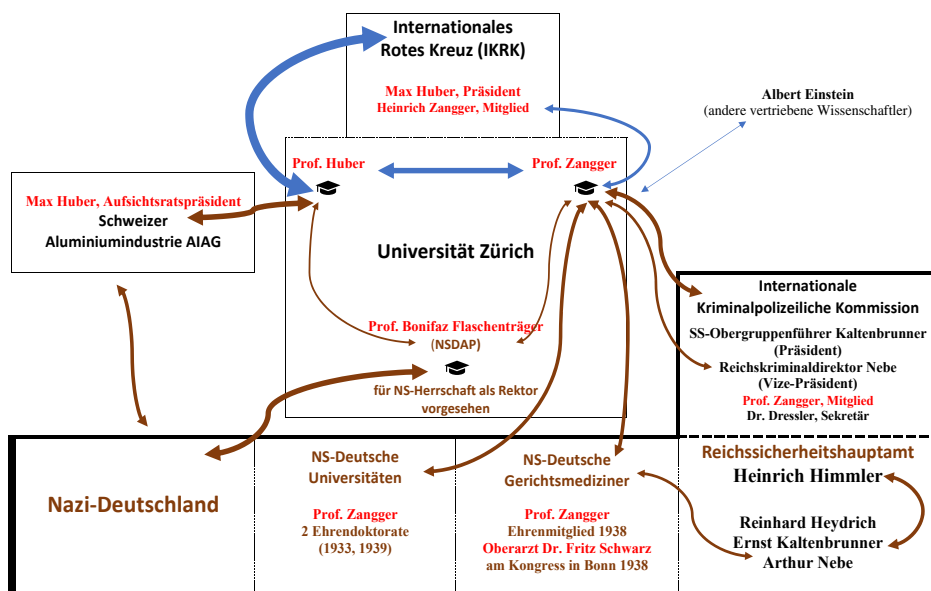 Internationales
Rotes Kreuz (IKRK)
Max Huber, Präsident
Heinrich Zangger, Mitglied
Albert Einstein
(andere vertriebene Wissenschaftler)
Prof. Huber
Prof. Zangger
Max Huber, Aufsichtsratspräsident
Schweizer
Aluminiumindustrie AIAG
Universität Zürich
Prof. Bonifaz Flaschenträger
(NSDAP)
für NS-Herrschaft als Rektor
vorgesehen
Internationale
Kriminalpolizeiliche Kommission
SS-Obergruppenführer Kaltenbrunner
(Präsident)
Reichskriminaldirektor Nebe
(Vize-Präsident)
Prof. Zangger, Mitglied
Dr. Dressler, Sekretär
Nazi-Deutschland
NS-Deutsche
Universitäten
Prof. Zangger
2 Ehrendoktorate
(1933, 1939)
NS-Deutsche
Gerichtsmediziner
Prof. Zangger
Ehrenmitglied 1938
Oberarzt Dr. Fritz Schwarz
am Kongress in Bonn 1938
Reichssicherheitshauptamt
Heinrich Himmler
Reinhard Heydrich
Ernst Kaltenbrunner
Arthur Nebe